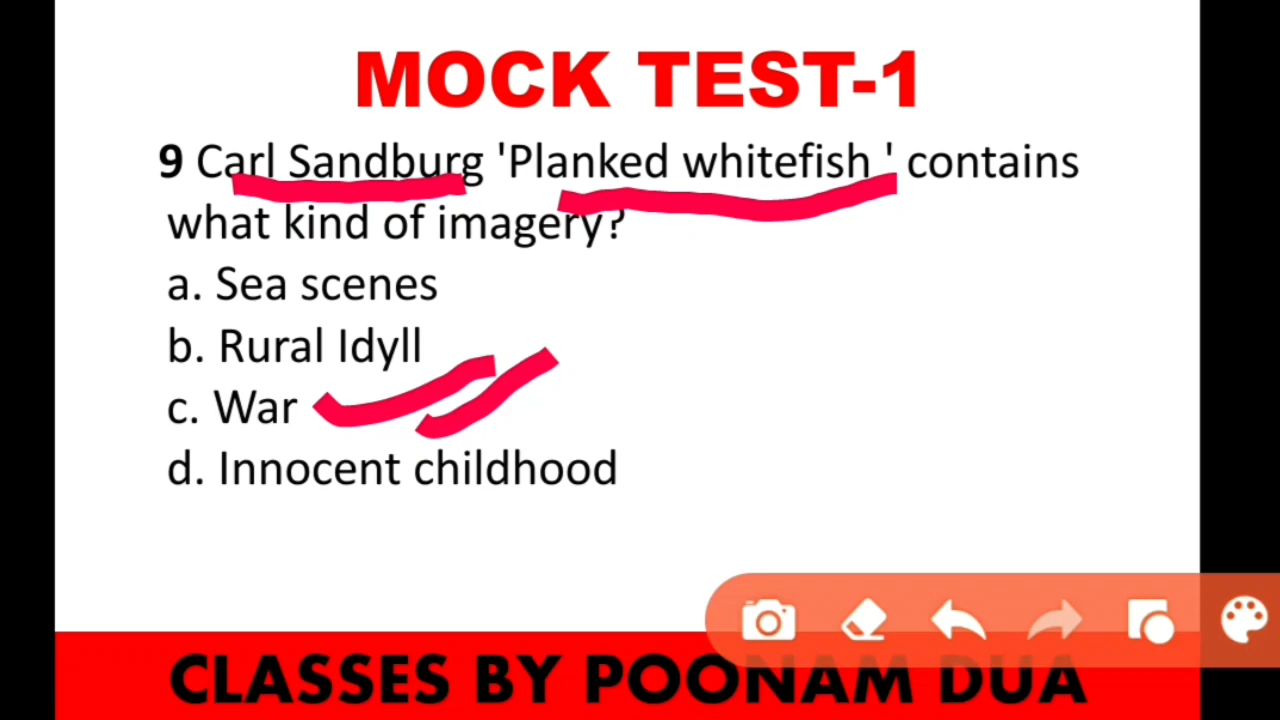 MOCK TEST-1
9 Carl Sandburg 'Planked whitefish ' contains
what kind of imagery?
a. Sea scenes
b. Rural Idyll
c. War
d. Innocent childhood
CLASSES BY POONAM DUA